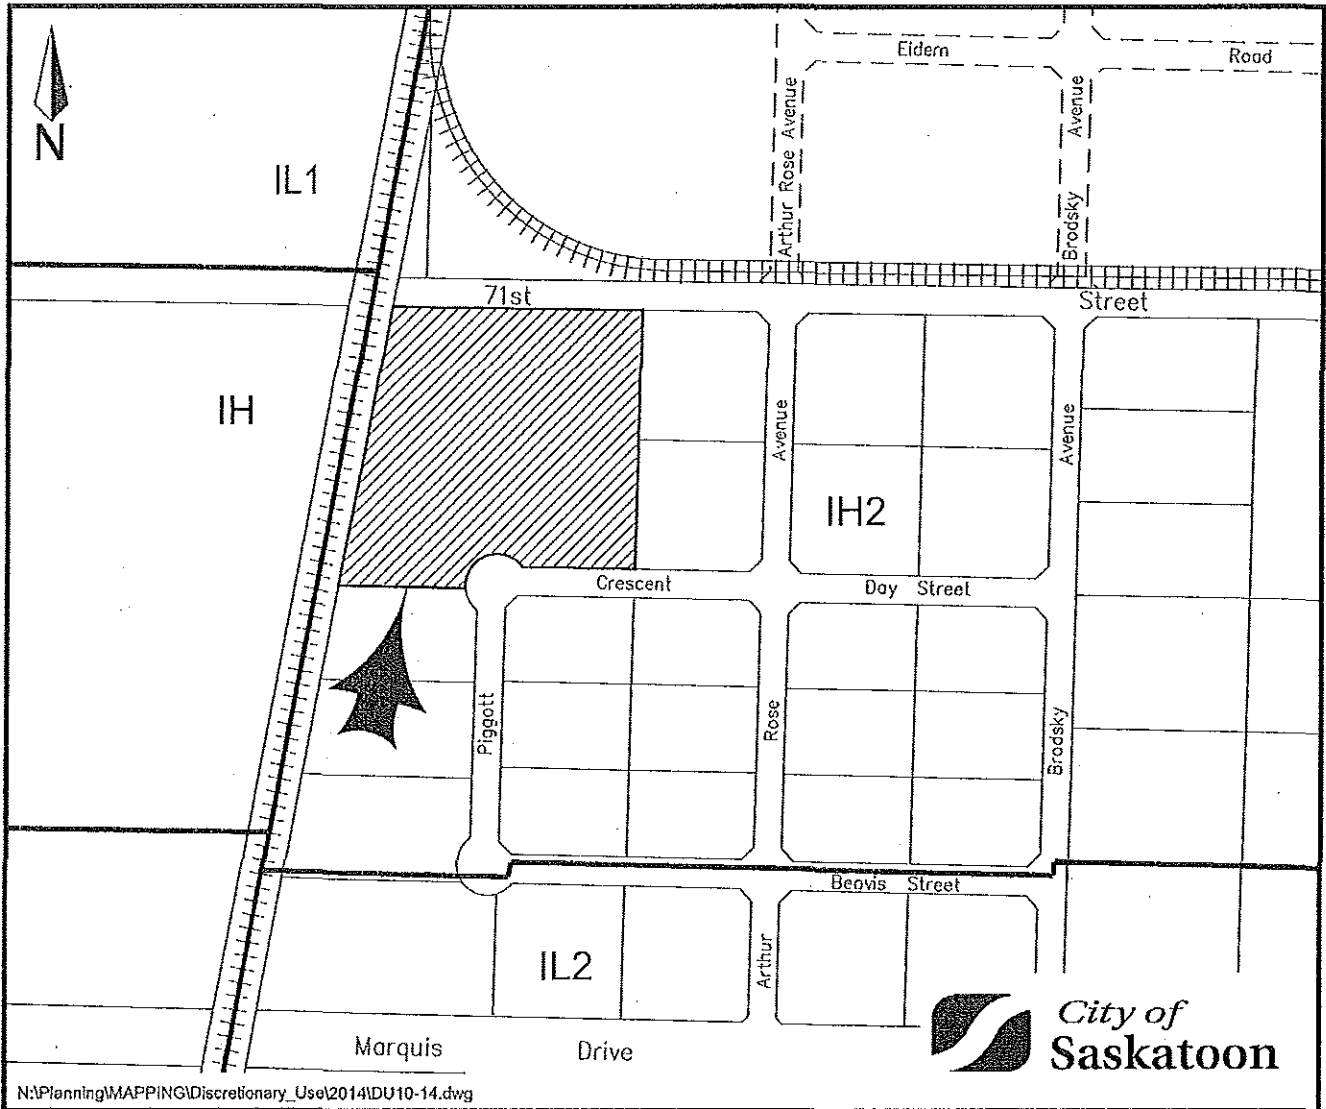 Eidern Road
N
IL1
Arthur Rose Avenue
Brodsky Avenue
71st Street
IH
Avenue
Avenue
IH2
Crescent
Day Street
Piggott
Rose
Brodsky
Beavis Street
IL2
Arthur
Marquis Drive
City of
Saskatoon
N:\Planning\MAPPING\Discretionary_Use\2014\DU10-14.dwg